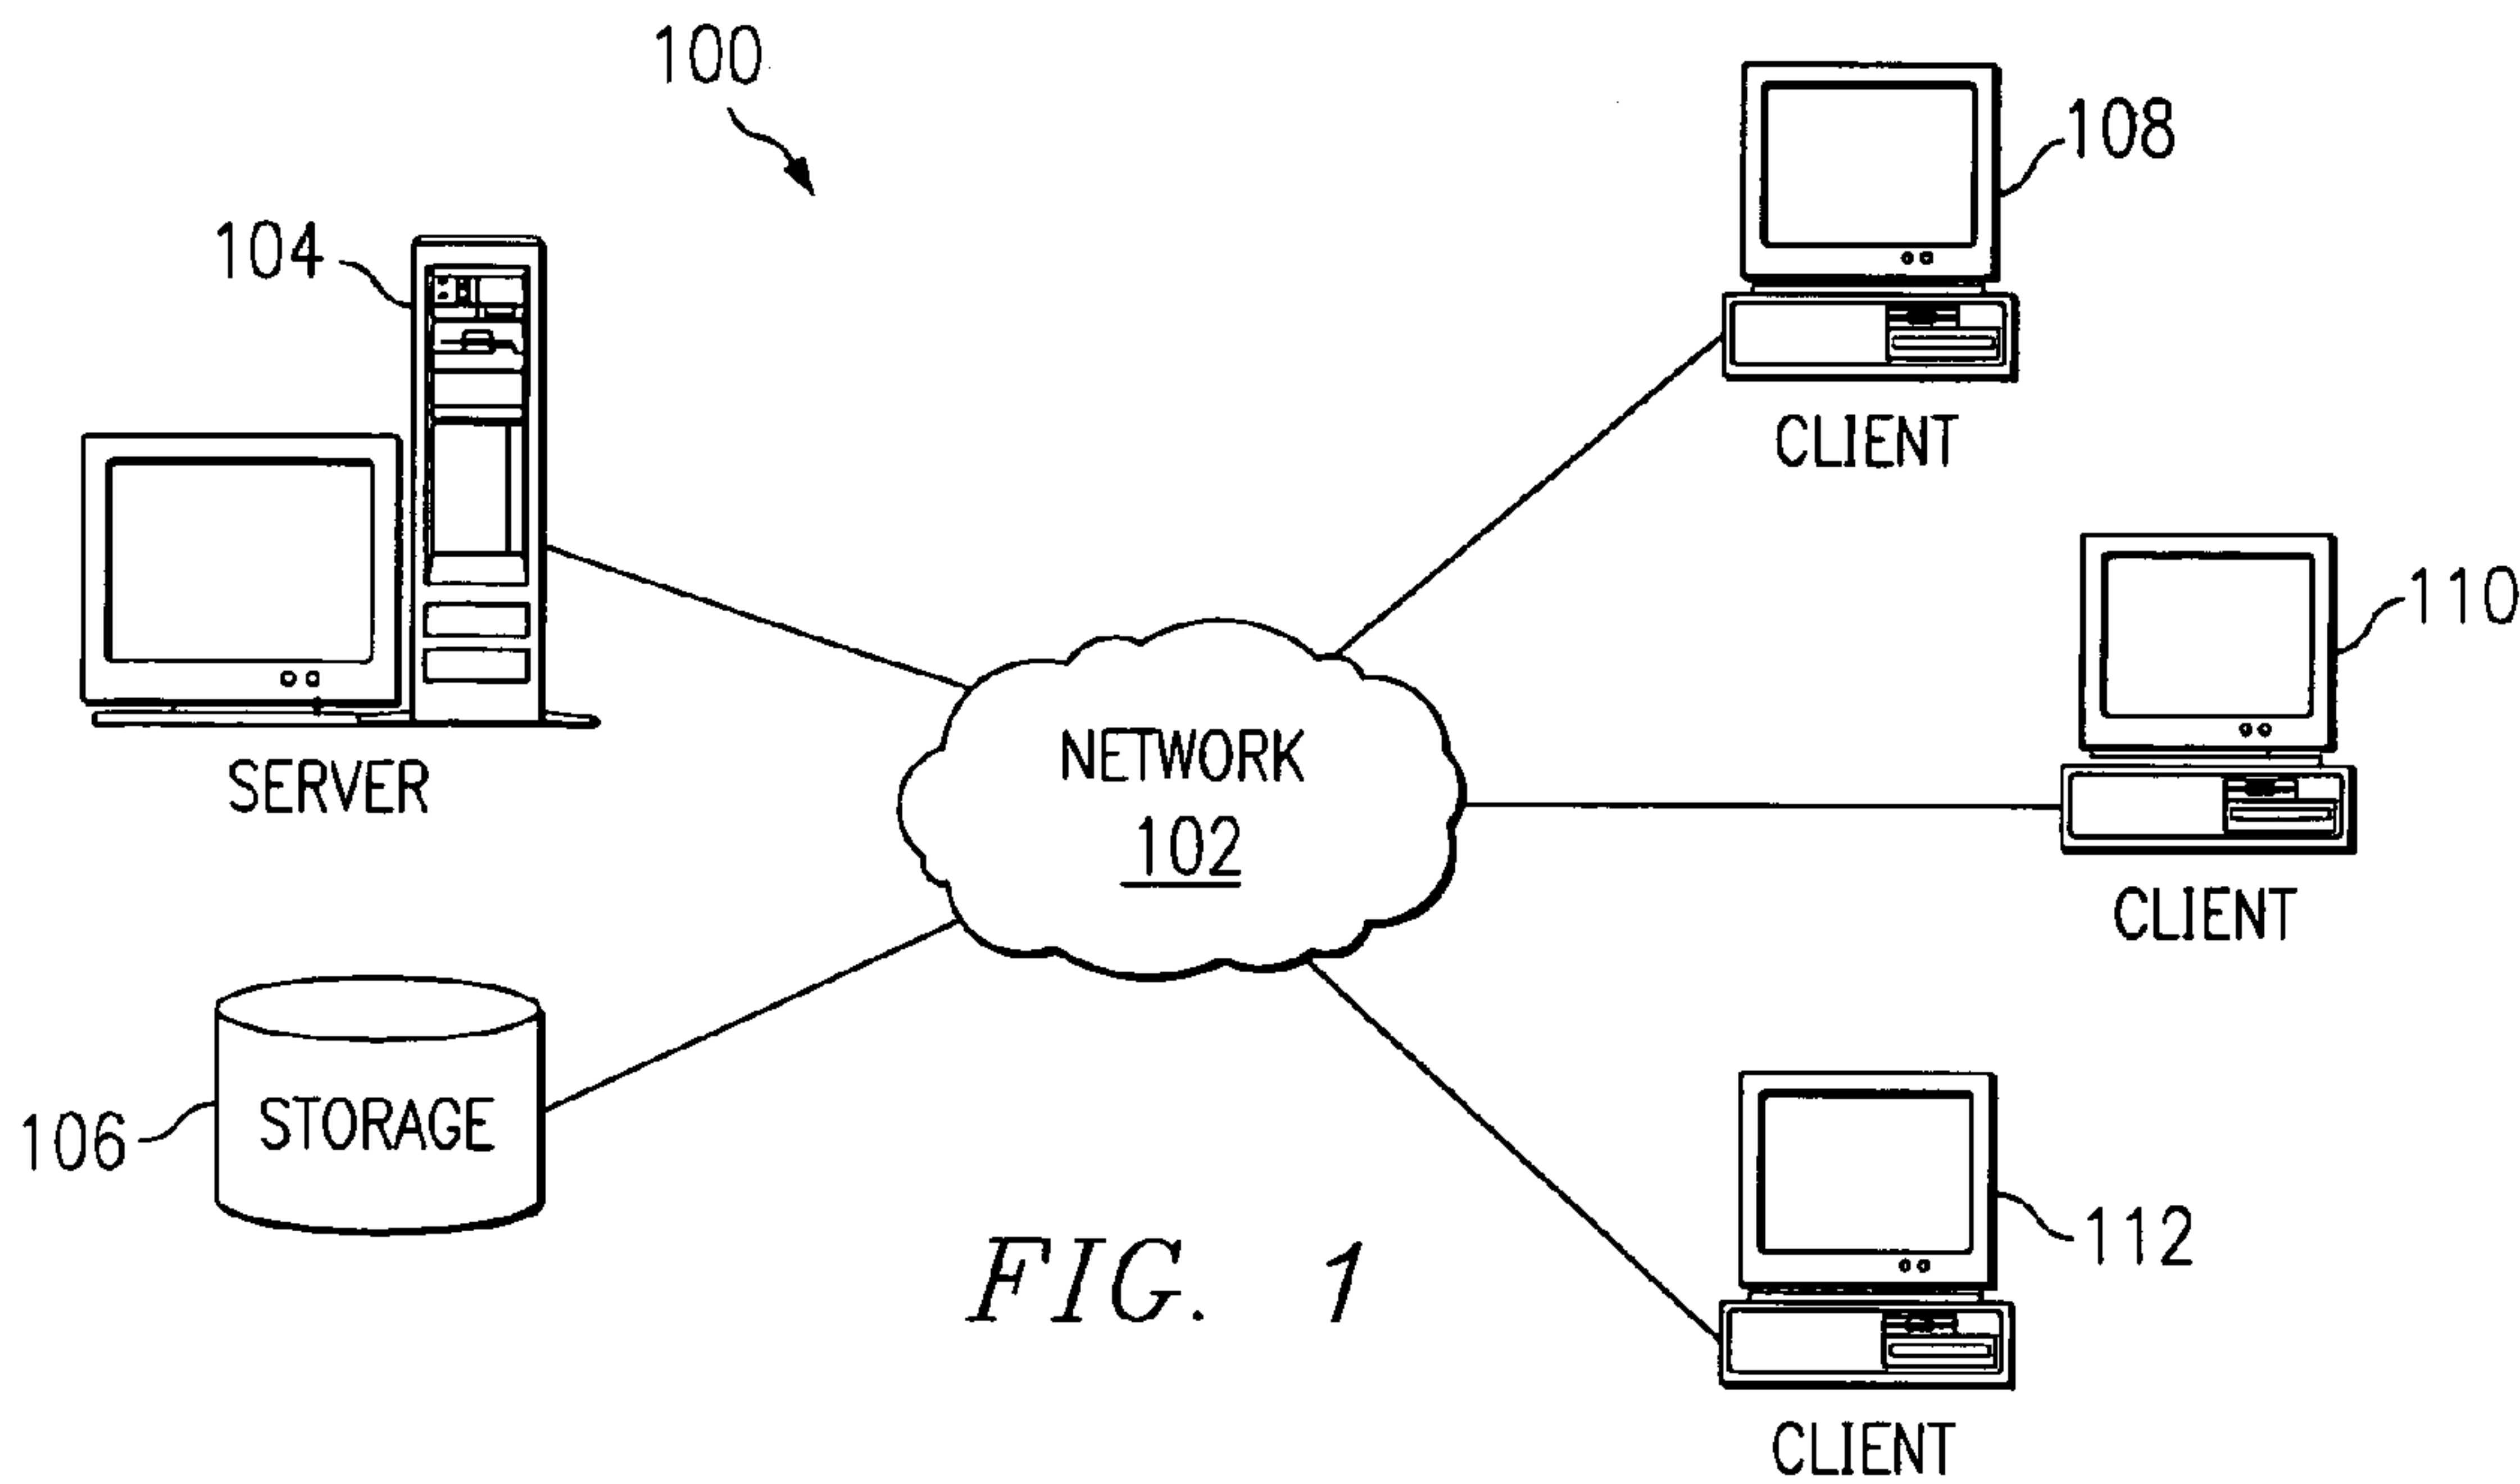 100
108
104
CLIENT
110
SERVER
NETWORK
102
CLIENT
106
STORAGE
112
FIG. 1
CLIENT